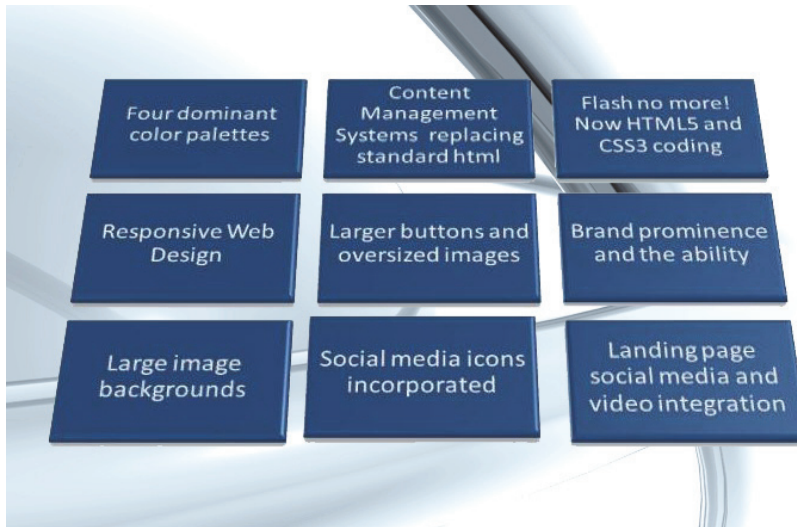 Four dominant
color palettes
Content
Management
Systems replacing
standard html
Flash no more!
Now HTML5 and
CSS3 coding
Responsive Web
Design
Larger buttons and
oversized images
Brand prominence
and the ability
Large image
backgrounds
Social media icons
incorporated
Landing page
social media and
video integration